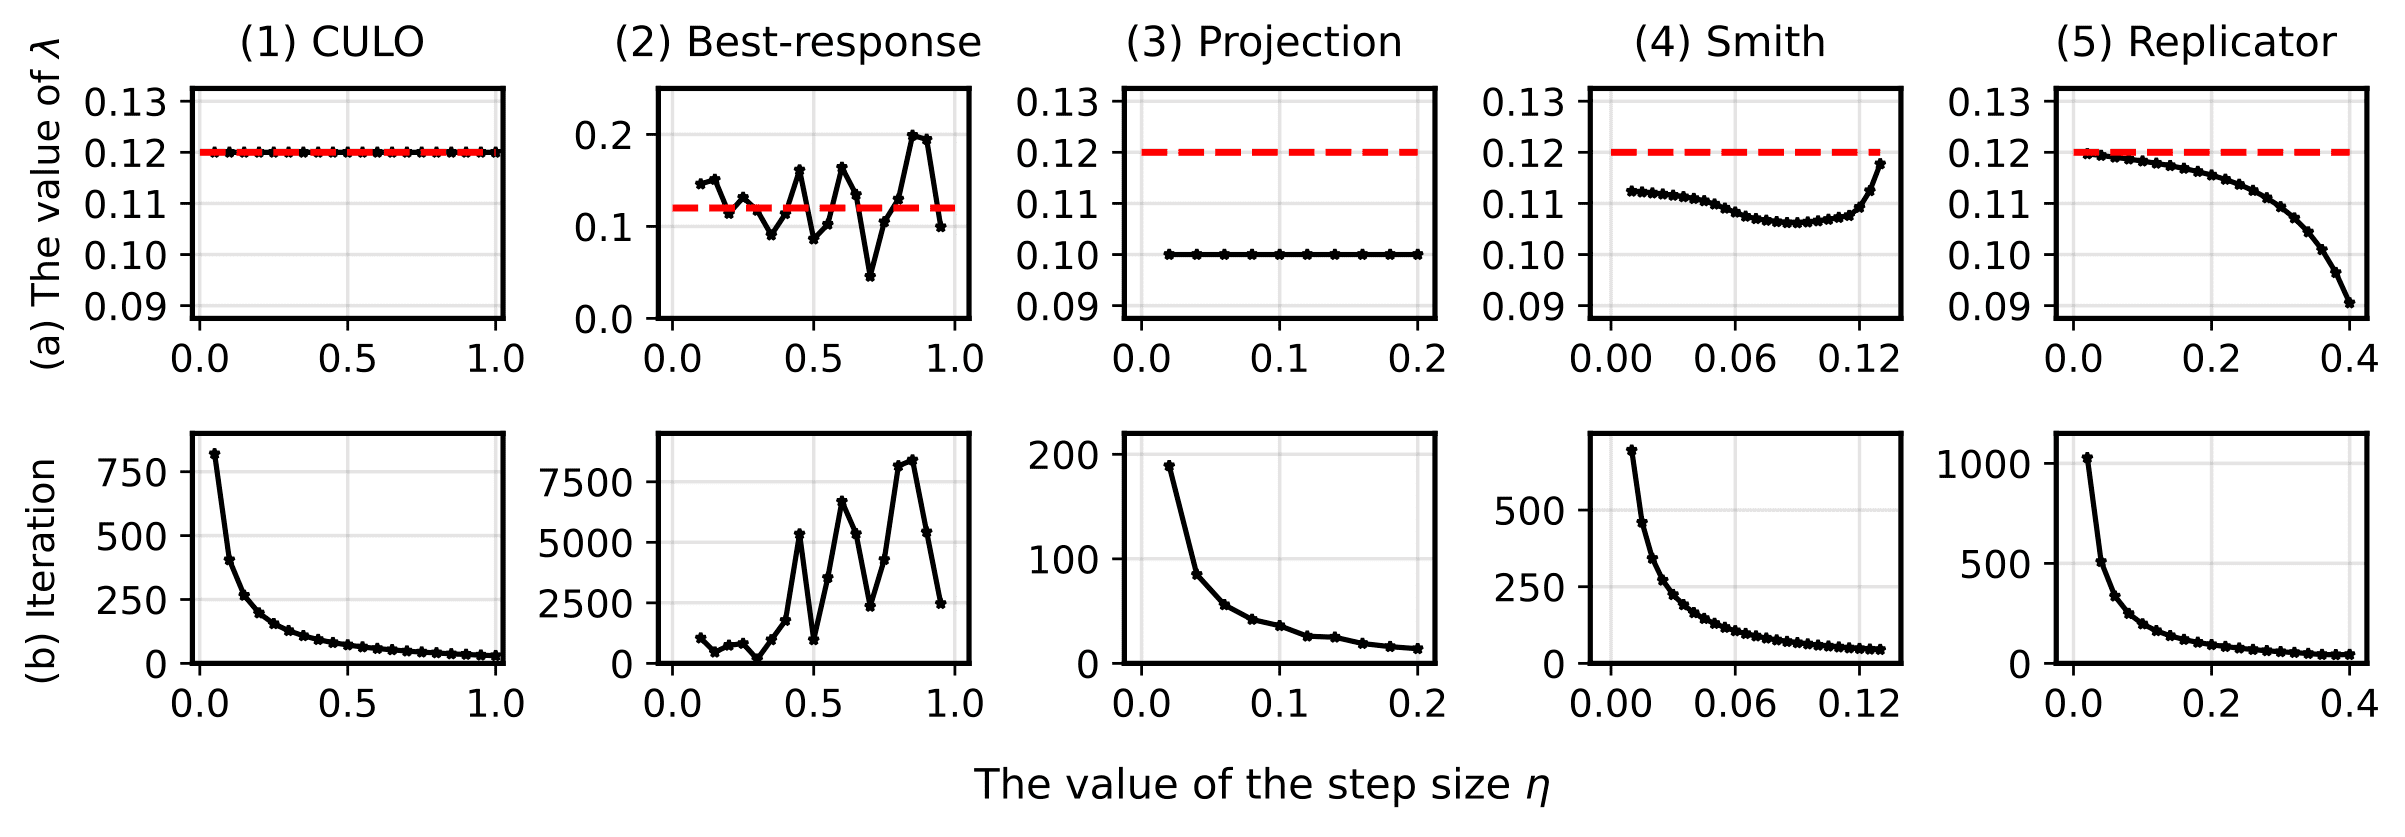 (1) CULO (2) Best-response (3) Projection (4) Smith (5) Replicator
(a) The value of λ
0.13 0.12 0.11 0.10 0.09
0.0 0.5 1.0
0.2 0.1 0.0
0.0 0.5 1.0
0.13 0.12 0.11 0.10 0.09
0.0 0.1 0.2
0.13 0.12 0.11 0.10 0.09
0.00 0.06 0.12
0.13 0.12 0.11 0.10 0.09
0.0 0.2 0.4
(b) Iteration
750 500 250 0
0.0 0.5 1.0
7500 5000 2500 0
0.0 0.5 1.0
200 100 0
0.0 0.1 0.2
500 250 0
0.00 0.06 0.12
1000 500 0
0.0 0.2 0.4
The value of the step size η